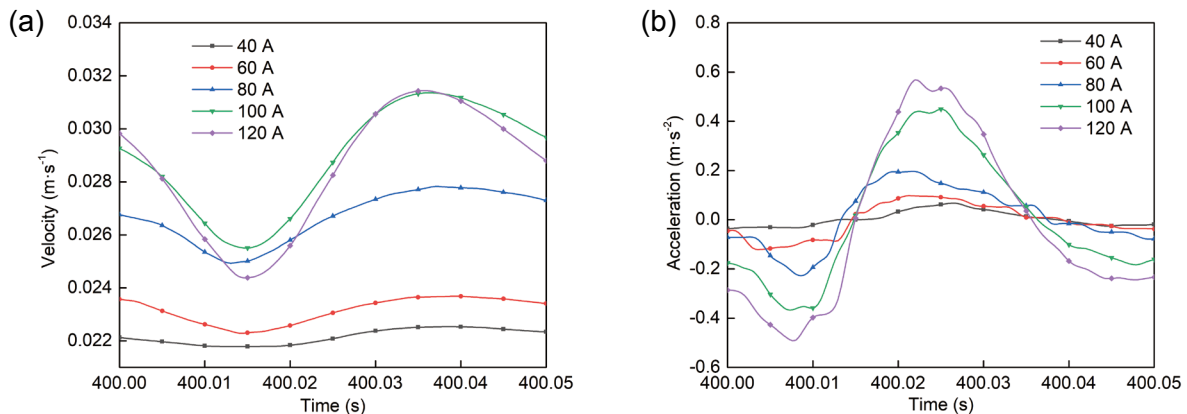 (a)
0.034
0.032
0.030
0.028
0.026
0.024
0.022
Velocity (m·s⁻¹)
40 A
60 A
80 A
100 A
120 A
400.00 400.01 400.02 400.03 400.04 400.05
Time (s)
(b)
0.8
0.6
0.4
0.2
0.0
-0.2
-0.4
-0.6
Acceleration (m·s⁻²)
40 A
60 A
80 A
100 A
120 A
400.00 400.01 400.02 400.03 400.04 400.05
Time (s)